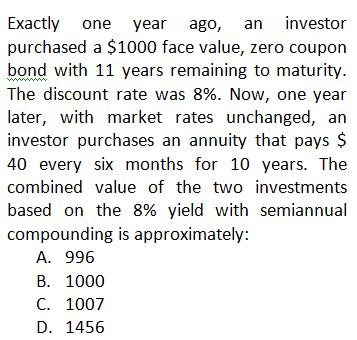 Exactly one year ago, an investor
purchased a $1000 face value, zero coupon
bond with 11 years remaining to maturity.
The discount rate was 8%. Now, one year
later, with market rates unchanged, an
investor purchases an annuity that pays $
40 every six months for 10 years. The
combined value of the two investments
based on the 8% yield with semiannual
compounding is approximately:
A. 996
B. 1000
C. 1007
D. 1456